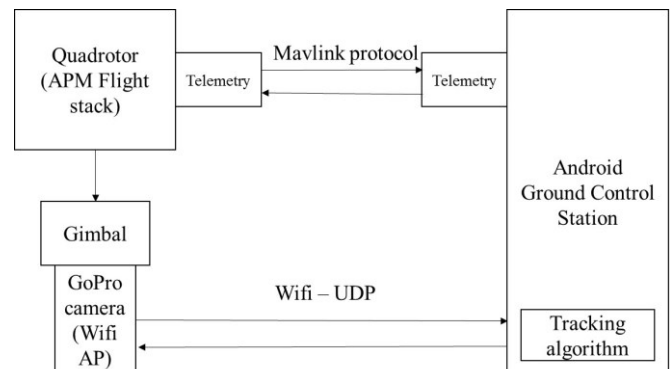 Quadrotor
(APM Flight
stack)
Telemetry
Mavlink protocol
Telemetry
Android
Ground Control
Station
Gimbal
GoPro
camera
(Wifi
AP)
Wifi – UDP
Tracking
algorithm